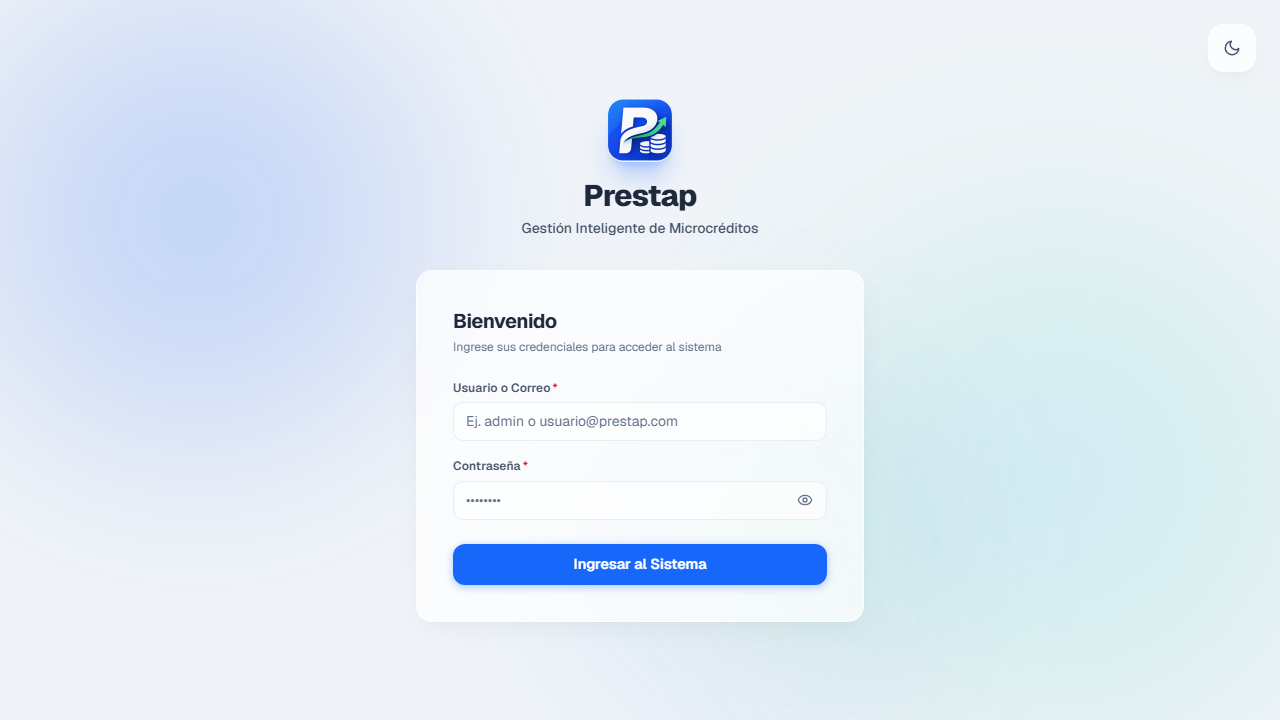 Prestap
Gestión Inteligente de Microcréditos
Bienvenido
Ingrese sus credenciales para acceder al sistema
Usuario o Correo *
Ej. admin o usuario@prestap.com
Contraseña *
••••••••
Ingresar al Sistema